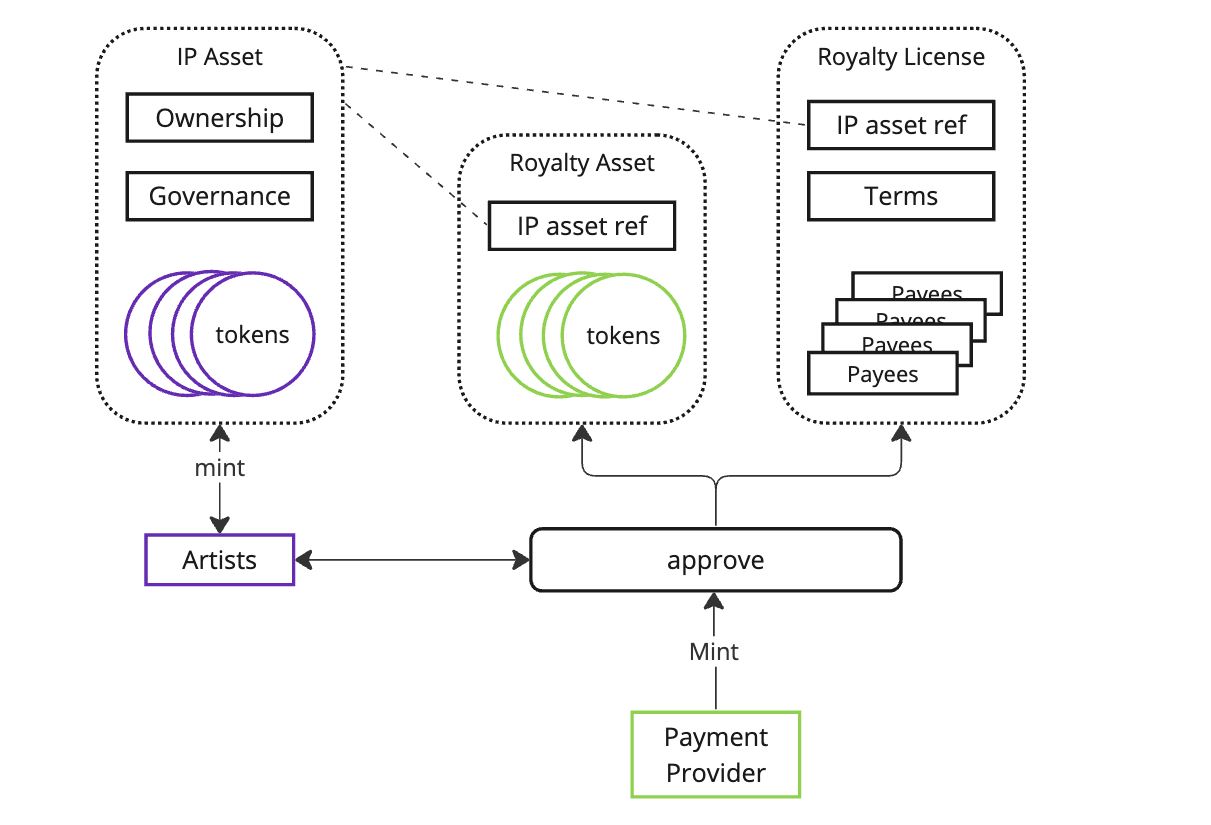 IP Asset
Ownership
Governance
tokens
Royalty Asset
IP asset ref
tokens
Royalty License
IP asset ref
Terms
Payees
Payees
Payees
Payees
mint
Artists
approve
Mint
Payment
Provider